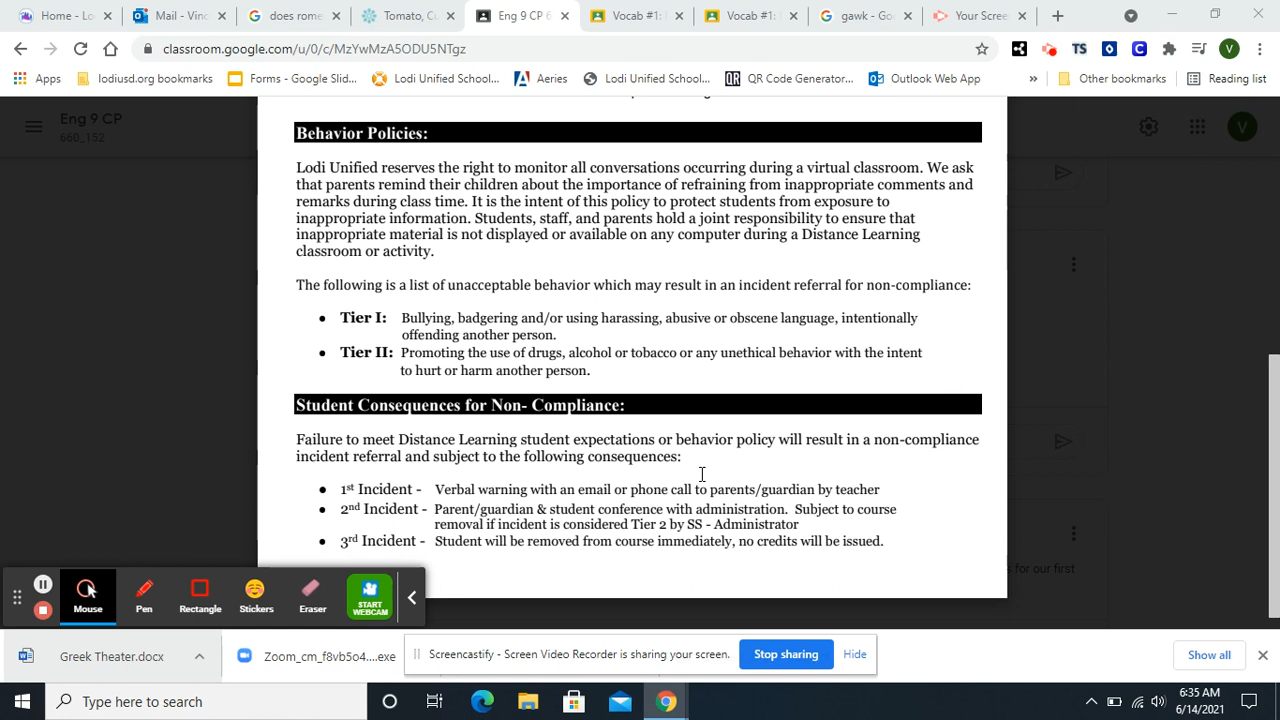 Home - Lo
Mail - Vinc
does rome
Tomato, Cu
Eng 9 CP 6
Vocab #1:
Vocab #1:
gawk - Goo
Your Scree
classroom.google.com/u/0/c/MzYwMzA5ODU5NTgz
TS
C
V
Apps
lodiusd.org bookmarks
Forms - Google Slid...
Lodi Unified School...
Aeries
Lodi Unified School...
QR Code Generator...
Outlook Web App
»
Other bookmarks
Reading list
Eng 9 CP
660_152
V
Behavior Policies:
Lodi Unified reserves the right to monitor all conversations occurring during a virtual classroom. We ask
that parents remind their children about the importance of refraining from inappropriate comments and
remarks during class time. It is the intent of this policy to protect students from exposure to
inappropriate information. Students, staff, and parents hold a joint responsibility to ensure that
inappropriate material is not displayed or available on any computer during a Distance Learning
classroom or activity.
The following is a list of unacceptable behavior which may result in an incident referral for non-compliance:
● Tier I: Bullying, badgering and/or using harassing, abusive or obscene language, intentionally
offending another person.
● Tier II: Promoting the use of drugs, alcohol or tobacco or any unethical behavior with the intent
to hurt or harm another person.
Student Consequences for Non- Compliance:
Failure to meet Distance Learning student expectations or behavior policy will result in a non-compliance
incident referral and subject to the following consequences:
● 1st Incident - Verbal warning with an email or phone call to parents/guardian by teacher
● 2nd Incident - Parent/guardian & student conference with administration. Subject to course
removal if incident is considered Tier 2 by SS - Administrator
● 3rd Incident - Student will be removed from course immediately, no credits will be issued.
s for our first
Mouse
Pen
Rectangle
Stickers
Eraser
START
WEBCAM
Greek Theater.docx
Zoom_cm_f8vb5o4....exe
Screencastify - Screen Video Recorder is sharing your screen.
Stop sharing
Hide
Show all
Type here to search
6:35 AM
6/14/2021